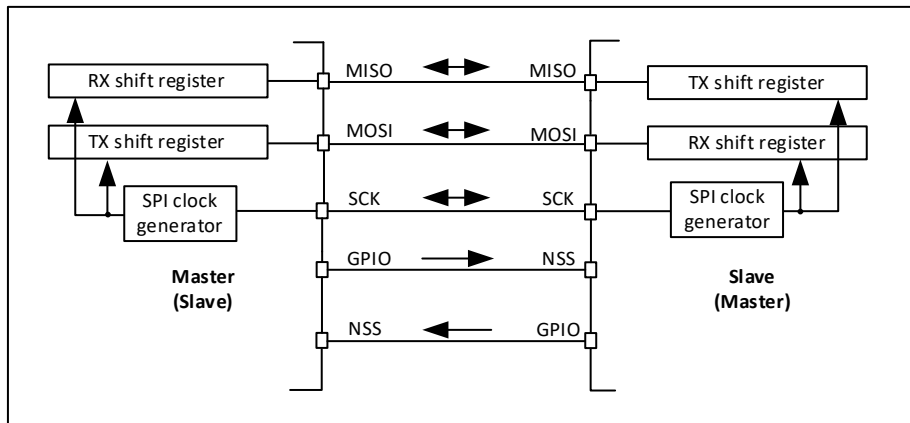 MISO MISO
RX shift register TX shift register
MOSI MOSI
TX shift register RX shift register
SCK SCK
SPI clock SPI clock
generator generator
GPIO NSS
Master Slave
(Slave) (Master)
NSS GPIO